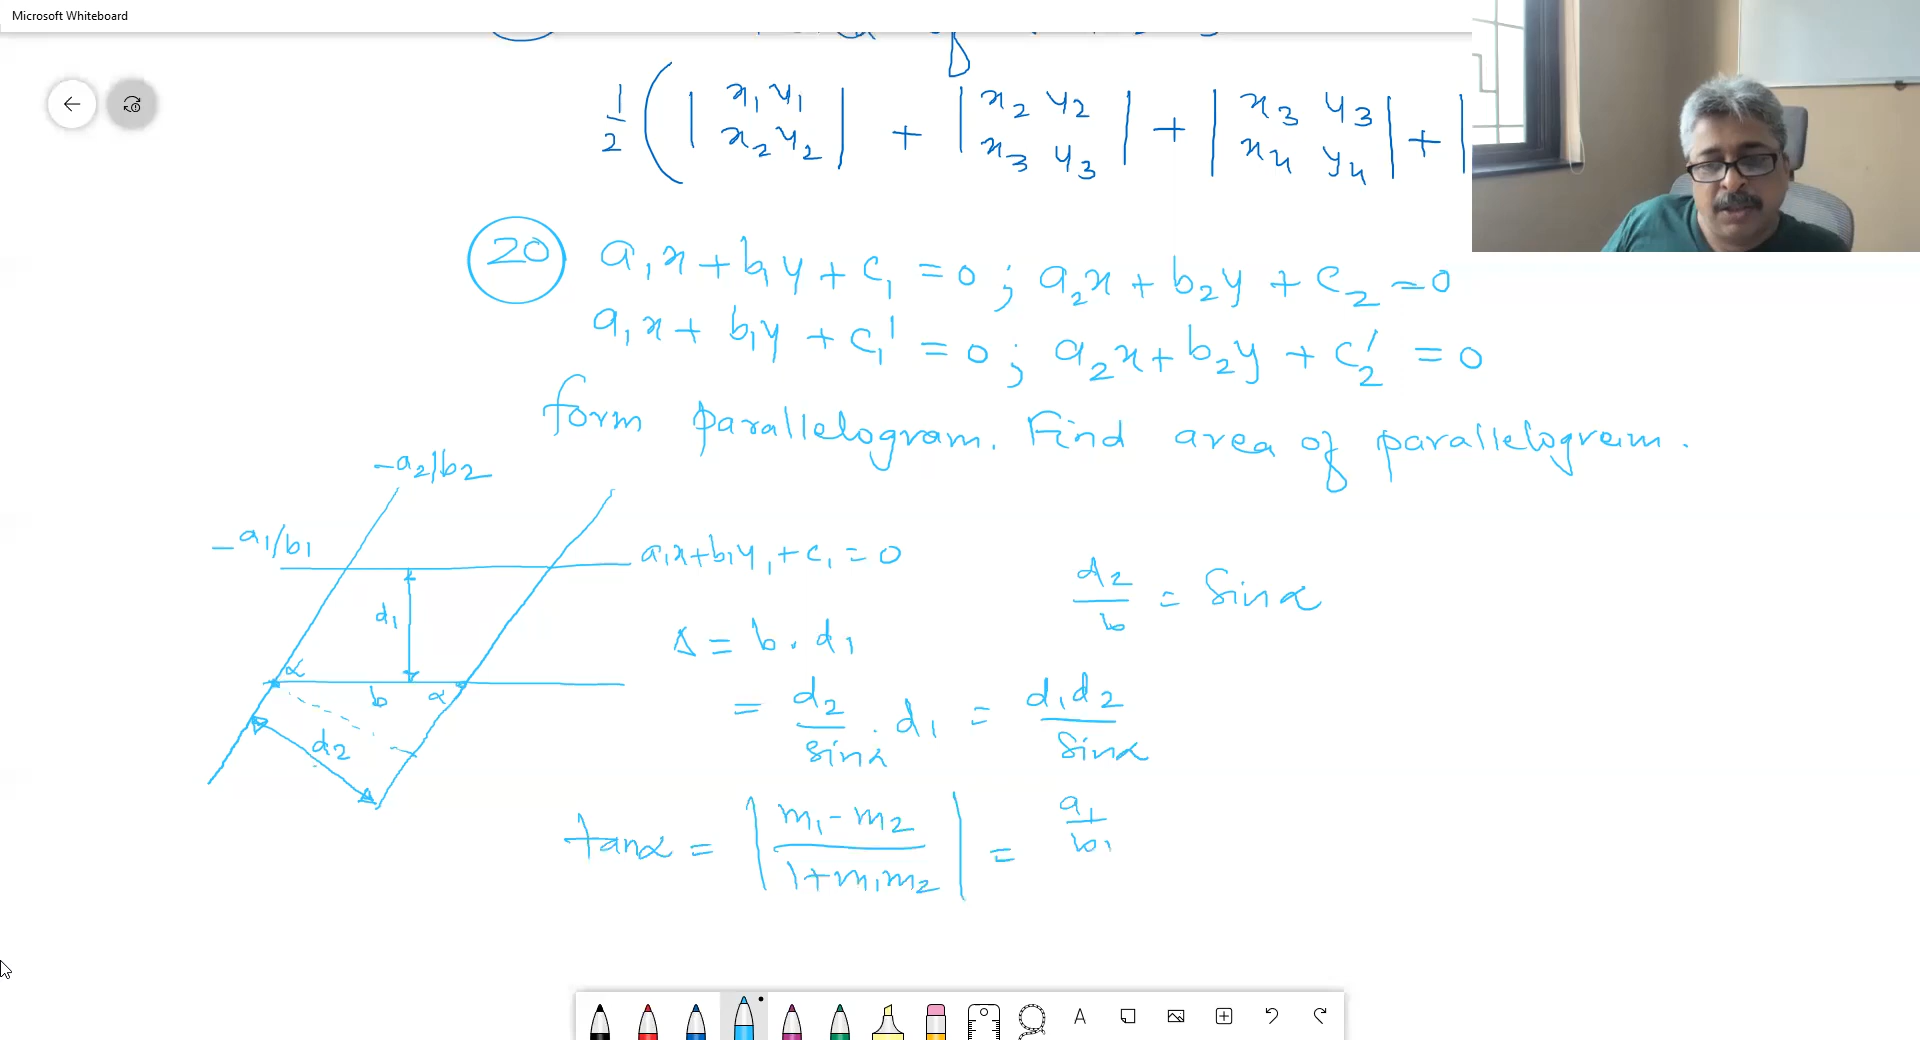 Microsoft Whiteboard
1/2 ( | x₁ y₁ x₂ y₂ | + | x₂ y₂ x₃ y₃ | + | x₃ y₃ x₄ y₄ | + |
20 a₁x + b₁y + c₁ = 0 ; a₂x + b₂y + c₂ = 0
a₁x + b₁y + c₁' = 0 ; a₂x + b₂y + c₂' = 0
form parallelogram. Find area of parallelogram.
-a₂/b₂
-a₁/b₁
a₁x+b₁y₁+c₁=0
d₂/b = Sinα
d₁
Δ = b . d₁
α
b
α
= d₂/sinα . d₁ = d₁d₂/Sinα
d₂
tanα = | m₁-m₂ / 1+m₁m₂ | = a₁/b₁
A